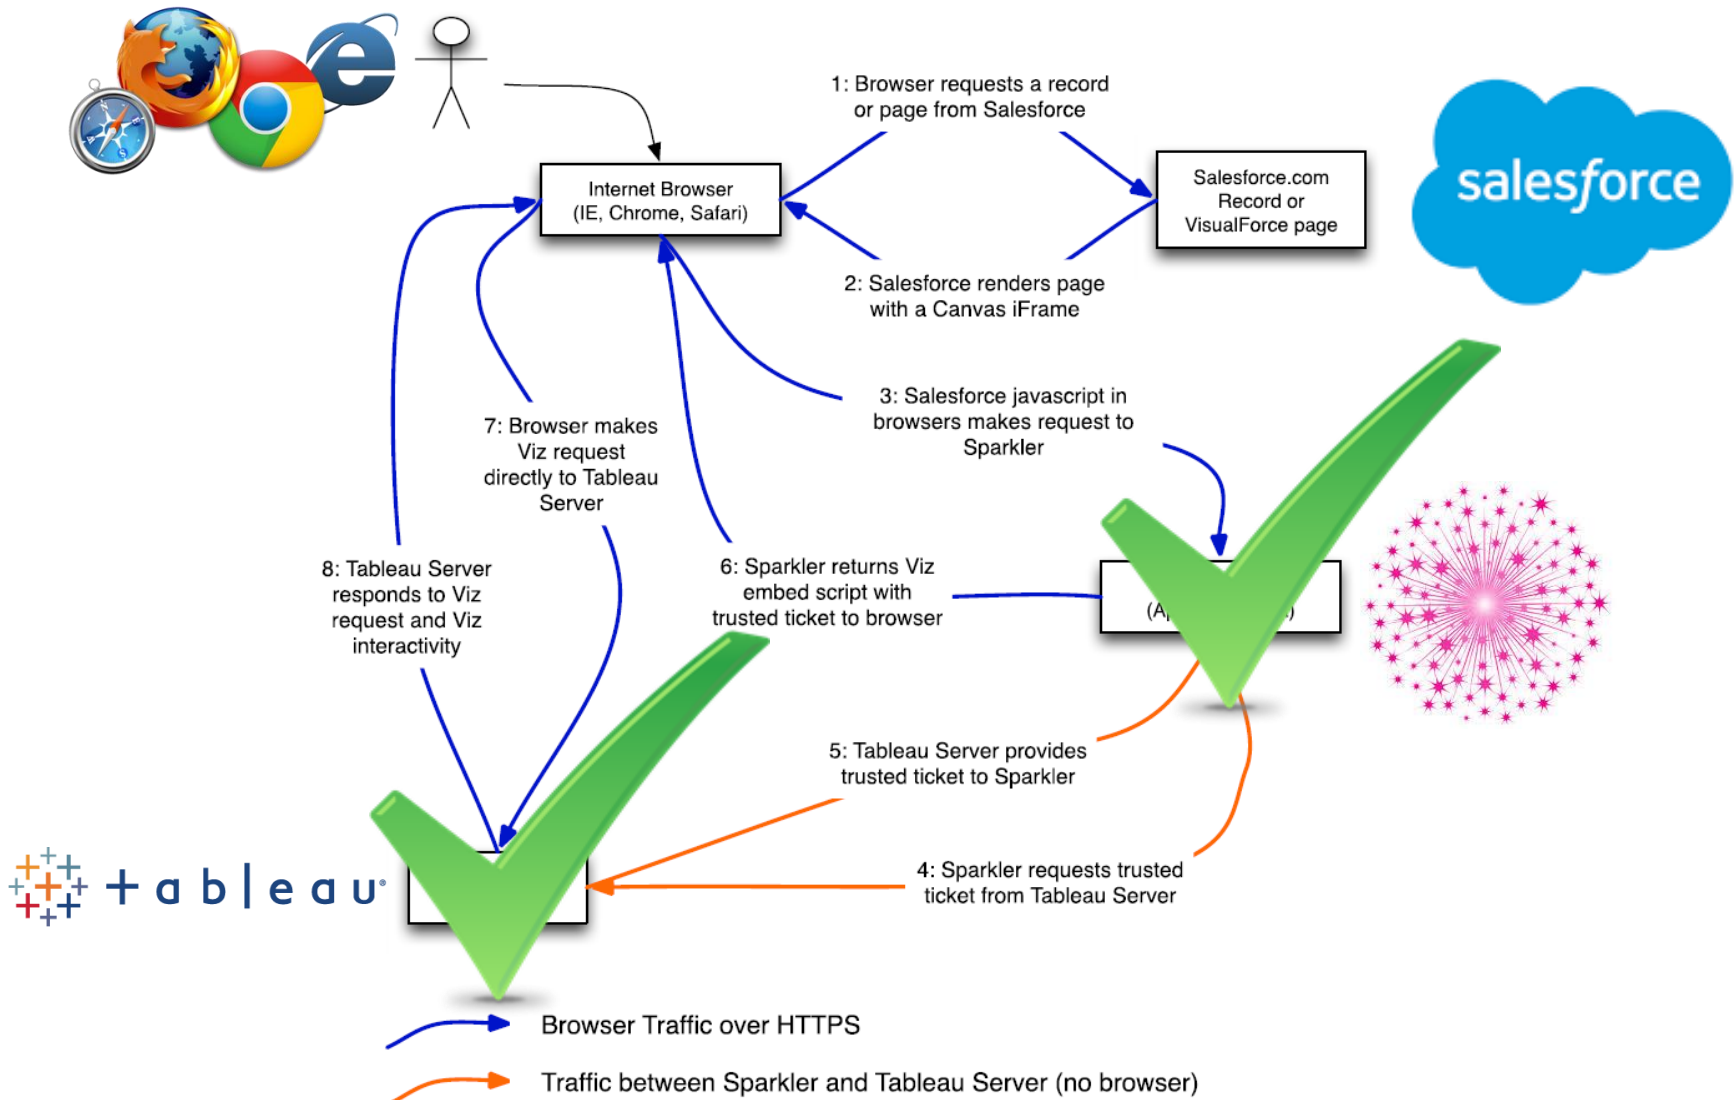 1: Browser requests a record
or page from Salesforce
salesforce
Internet Browser
(IE, Chrome, Safari)
Salesforce.com
Record or
VisualForce page
2: Salesforce renders page
with a Canvas iFrame
3: Salesforce javascript in
browsers makes request to
Sparkler
7: Browser makes
Viz request
directly to Tableau
Server
8: Tableau Server
responds to Viz
request and Viz
interactivity
6: Sparkler returns Viz
embed script with
trusted ticket to browser
5: Tableau Server provides
trusted ticket to Sparkler
4: Sparkler requests trusted
ticket from Tableau Server
+ableau®
Browser Traffic over HTTPS
Traffic between Sparkler and Tableau Server (no browser)